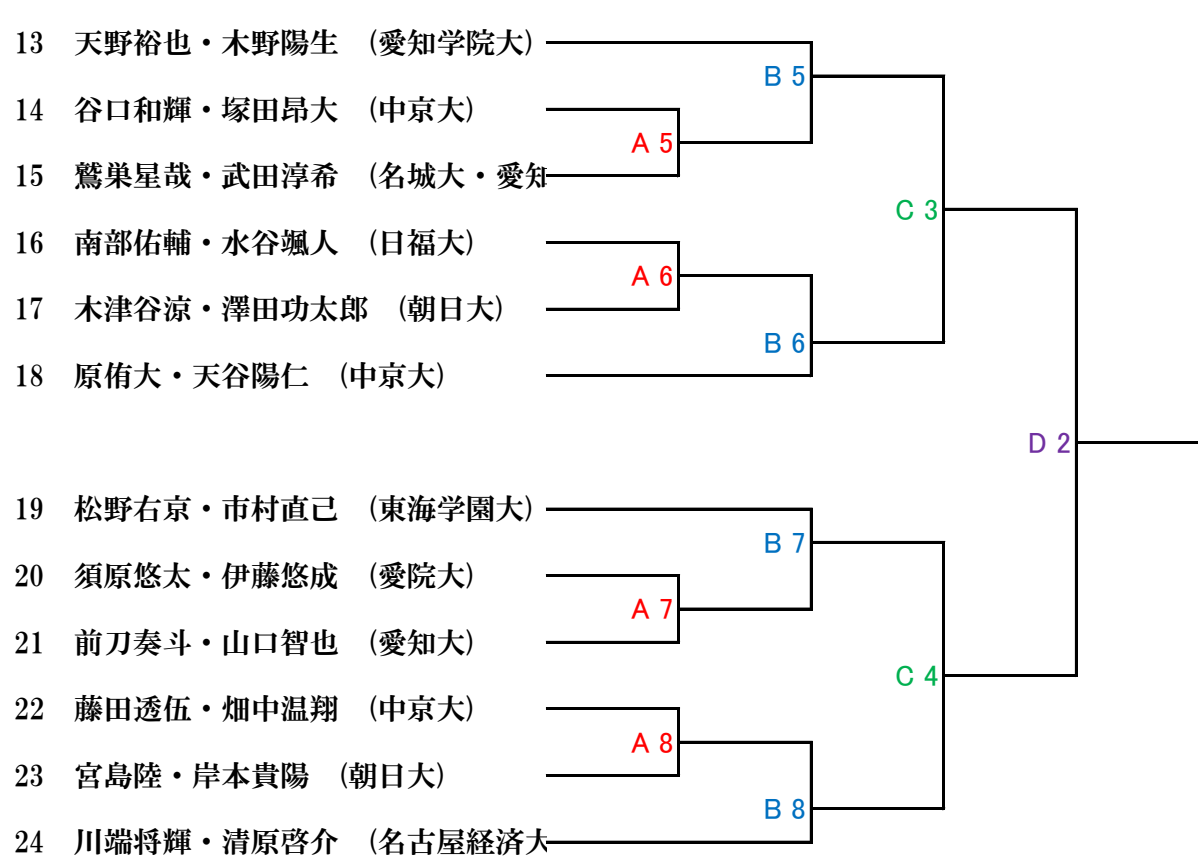 13 天野裕也・木野陽生 (愛知学院大)
B 5
14 谷口和輝・塚田昂大 (中京大)
A 5
15 鷲巣星哉・武田淳希 (名城大・愛知
C 3
16 南部佑輔・水谷颯人 (日福大)
A 6
17 木津谷涼・澤田功太郎 (朝日大)
B 6
18 原侑大・天谷陽仁 (中京大)
D 2
19 松野右京・市村直己 (東海学園大)
B 7
20 須原悠太・伊藤悠成 (愛院大)
A 7
21 前刀奏斗・山口智也 (愛知大)
C 4
22 藤田透伍・畑中温翔 (中京大)
A 8
23 宮島陸・岸本貴陽 (朝日大)
B 8
24 川端将輝・清原啓介 (名古屋経済大